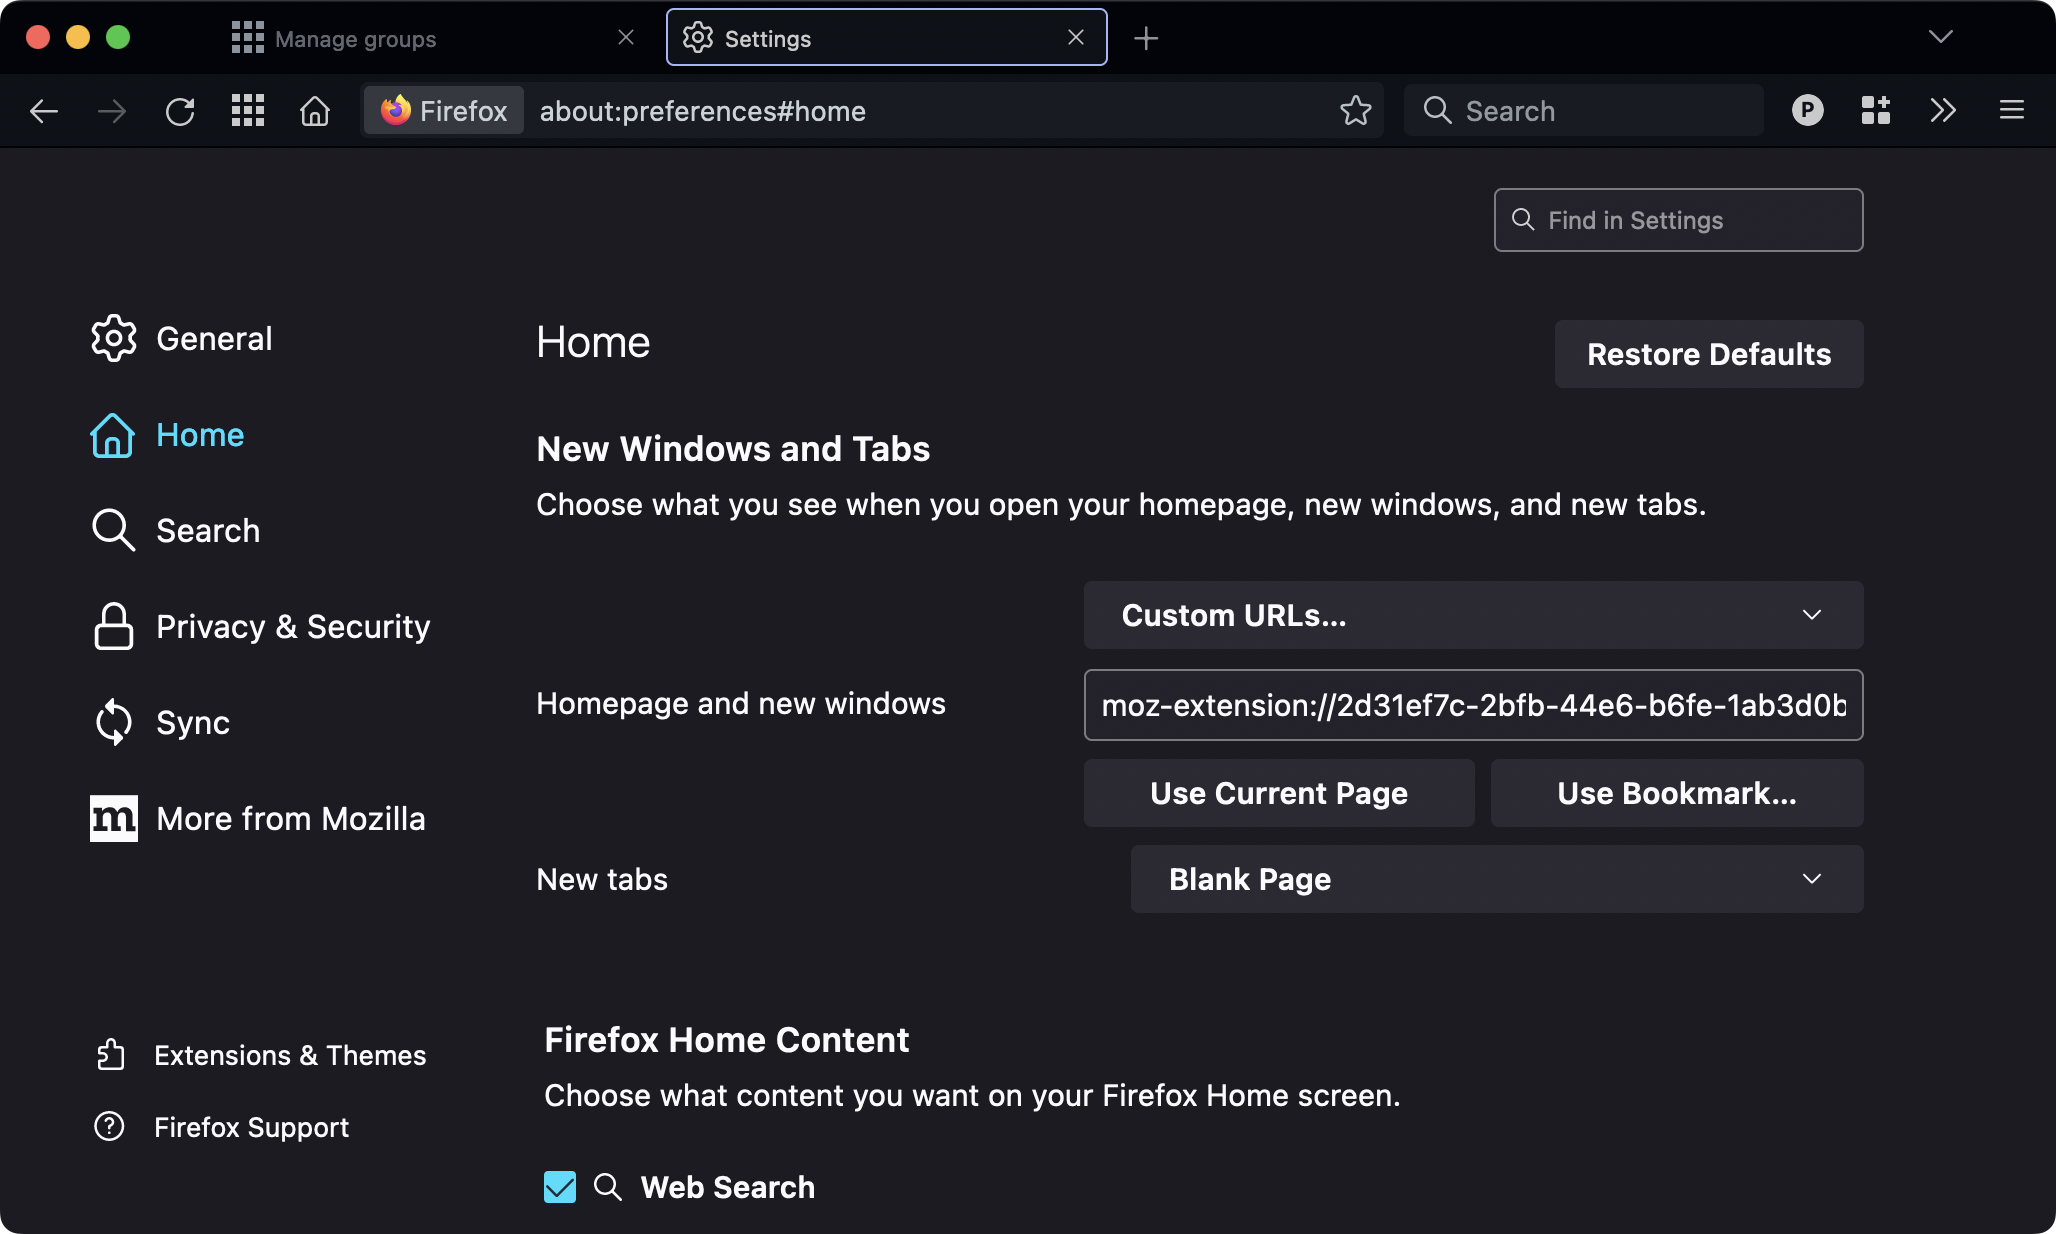 Manage groups
Settings
Firefox
about:preferences#home
Search
P
Find in Settings
General
Home
Search
Privacy & Security
Sync
m
More from Mozilla
Extensions & Themes
Firefox Support
Home
Restore Defaults
New Windows and Tabs
Choose what you see when you open your homepage, new windows, and new tabs.
Custom URLs...
Homepage and new windows
moz-extension://2d31ef7c-2bfb-44e6-b6fe-1ab3d0b
Use Current Page
Use Bookmark...
New tabs
Blank Page
Firefox Home Content
Choose what content you want on your Firefox Home screen.
Web Search